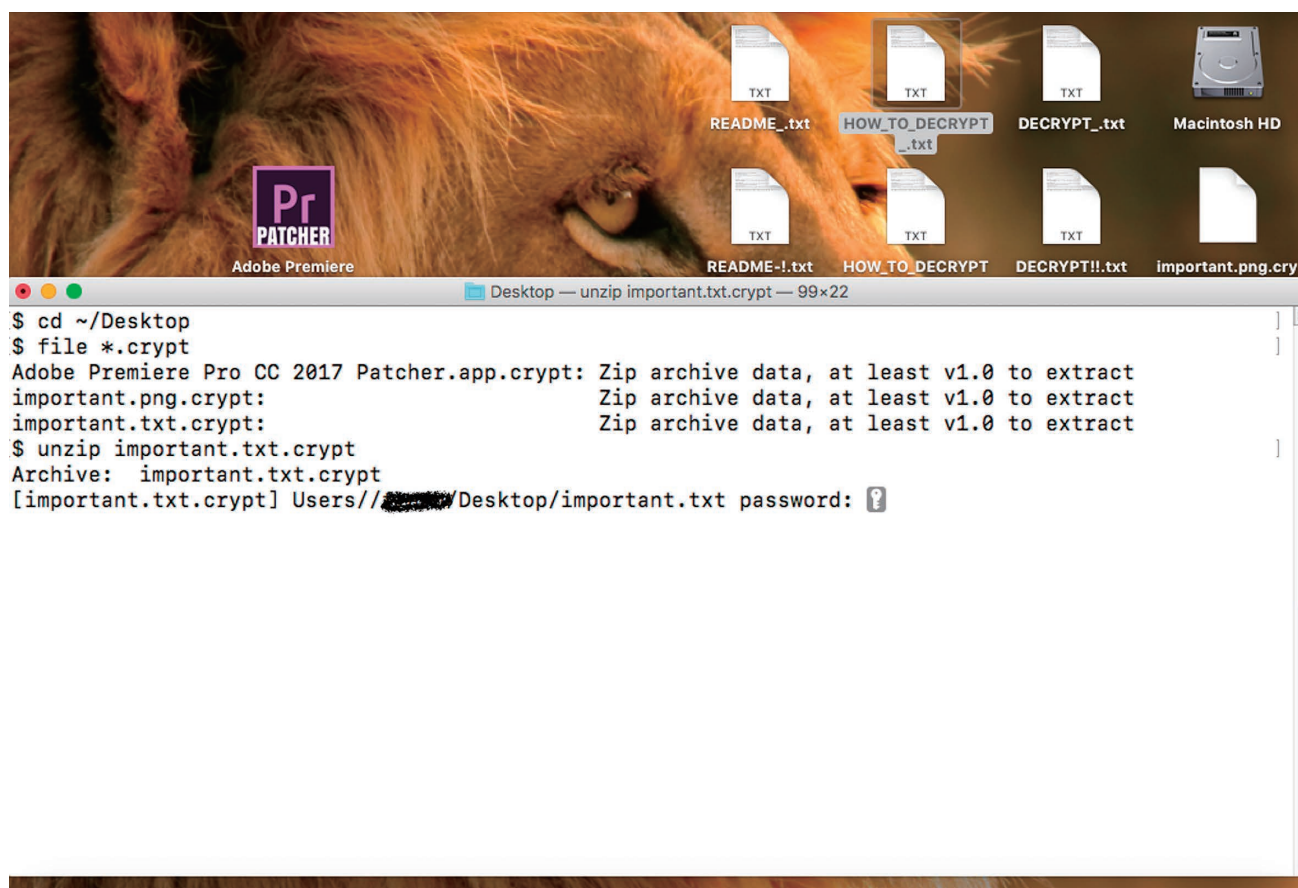 TXT
TXT
TXT
README_.txt
HOW_TO_DECRYPT
_.txt
DECRYPT_.txt
Macintosh HD
Pr
PATCHER
TXT
TXT
TXT
Adobe Premiere
README-!.txt
HOW_TO_DECRYPT
DECRYPT!!.txt
important.png.cry
Desktop — unzip important.txt.crypt — 99×22
$ cd ~/Desktop
$ file *.crypt
Adobe Premiere Pro CC 2017 Patcher.app.crypt: Zip archive data, at least v1.0 to extract
important.png.crypt: Zip archive data, at least v1.0 to extract
important.txt.crypt: Zip archive data, at least v1.0 to extract
$ unzip important.txt.crypt
Archive:  important.txt.crypt
[important.txt.crypt] Users// /Desktop/important.txt password: